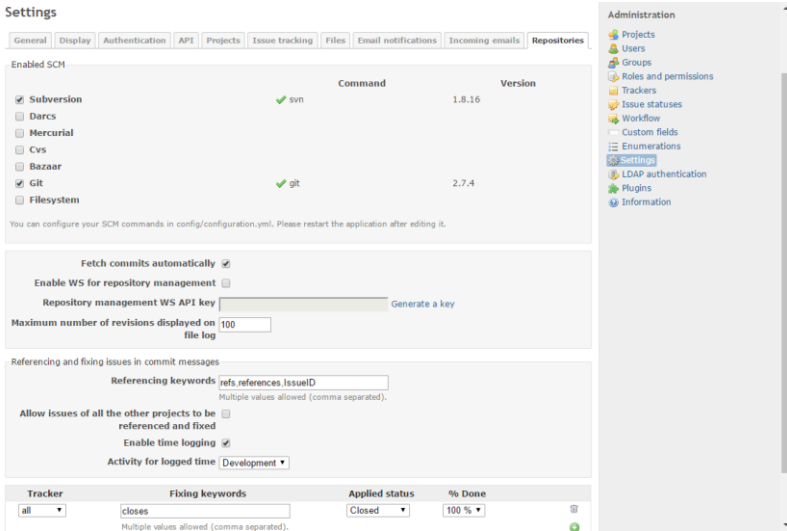 Settings
General Display Authentication API Projects Issue tracking Files Email notifications Incoming emails Repositories
Enabled SCM
Command Version
Subversion svn 1.8.16
Darcs
Mercurial
Cvs
Bazaar
Git git 2.7.4
Filesystem
You can configure your SCM commands in config/configuration.yml. Please restart the application after editing it.
Fetch commits automatically
Enable WS for repository management
Repository management WS API key Generate a key
Maximum number of revisions displayed on 100
file log
Referencing and fixing issues in commit messages
Referencing keywords refs,references,IssueID
Multiple values allowed (comma separated).
Allow issues of all the other projects to be
referenced and fixed
Enable time logging
Activity for logged time Development
Tracker Fixing keywords Applied status % Done
all closes Closed 100 %
Multiple values allowed (comma separated).
Administration
Projects
Users
Groups
Roles and permissions
Trackers
Issue statuses
Workflow
Custom fields
Enumerations
Settings
LDAP authentication
Plugins
Information